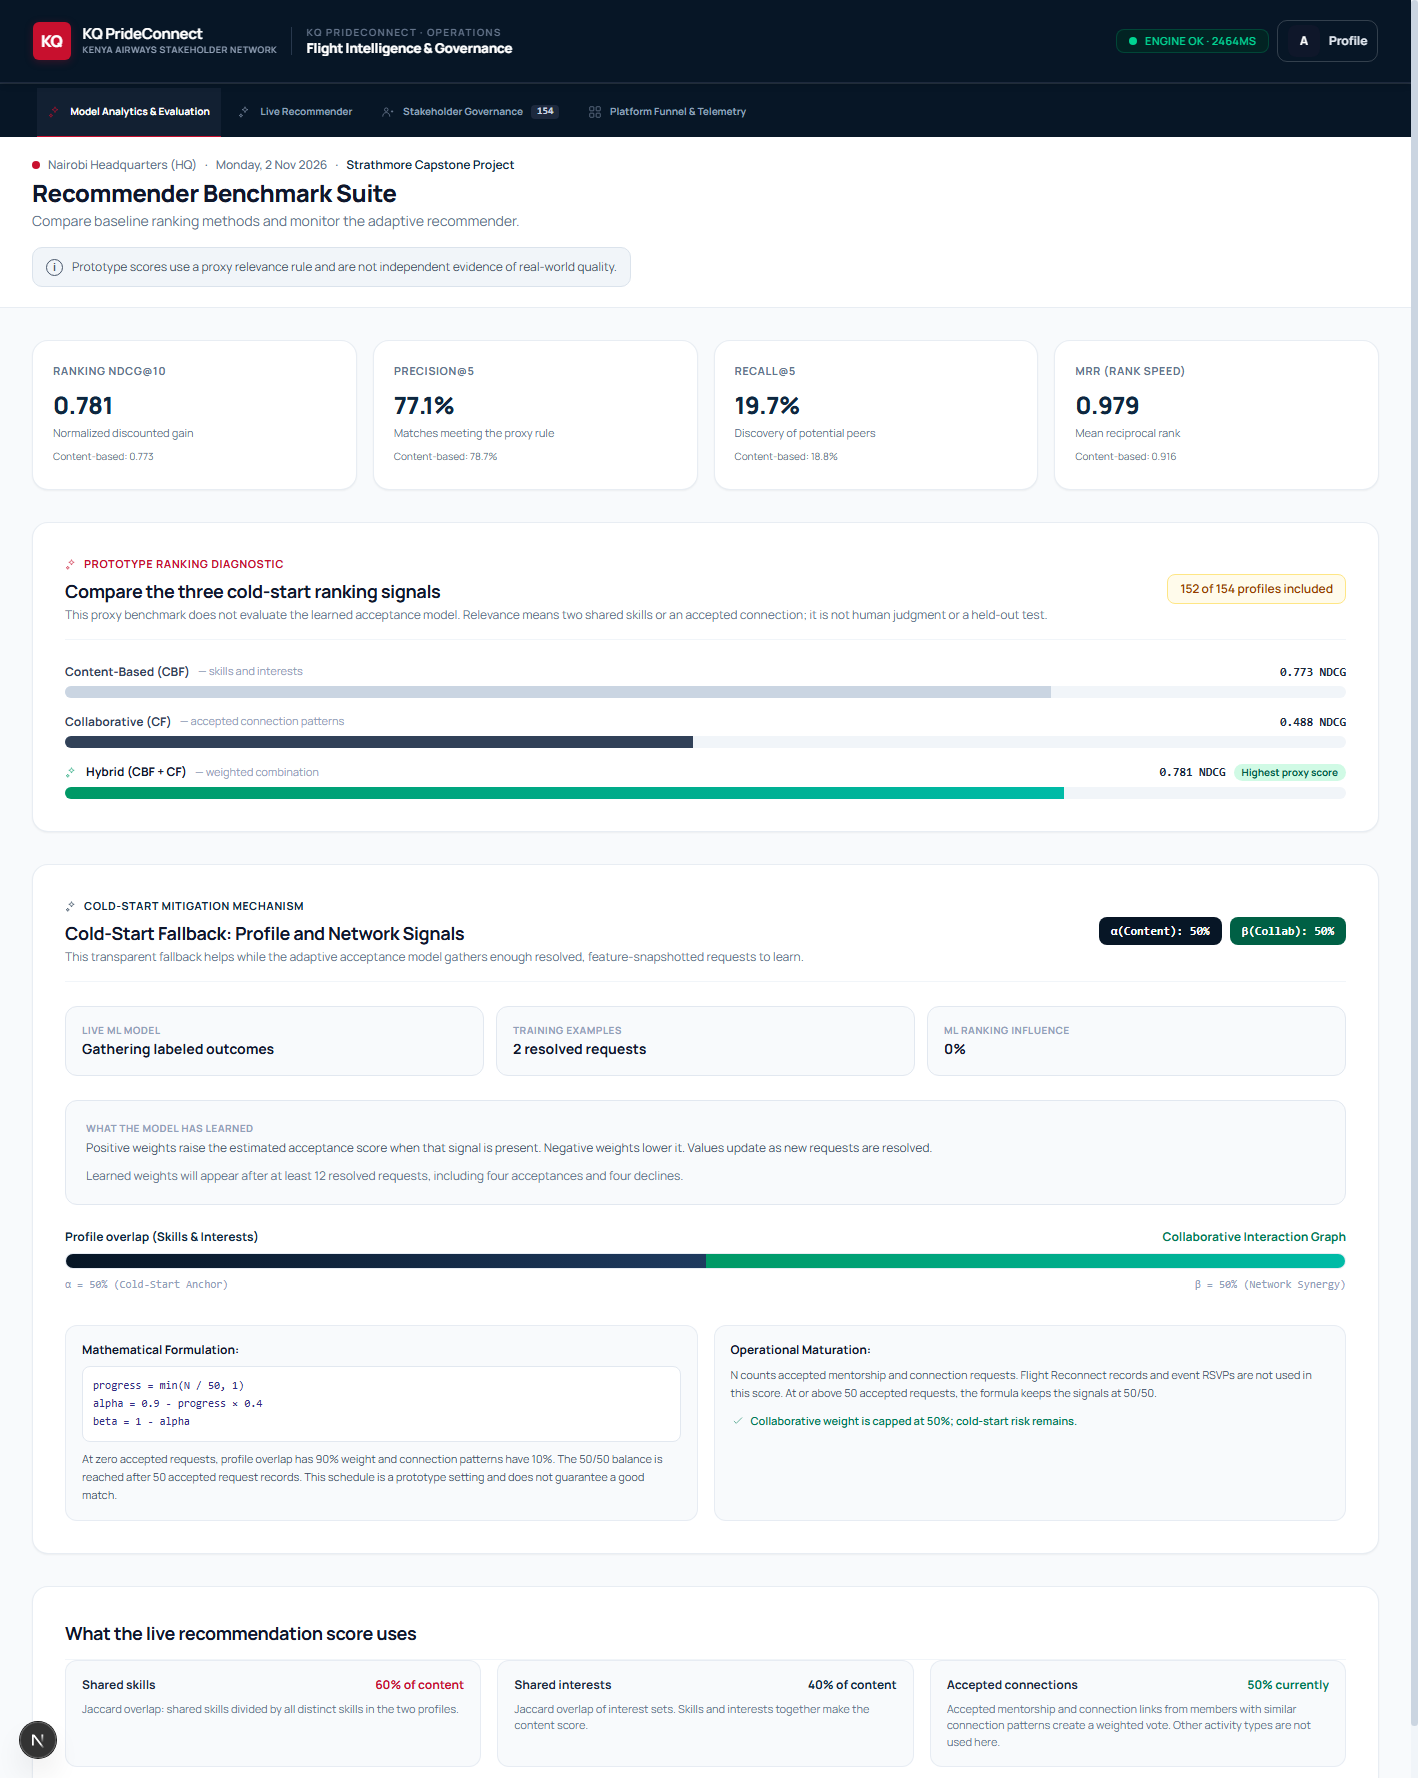 KQ
KQ PrideConnect
KENYA AIRWAYS STAKEHOLDER NETWORK
KQ PRIDECONNECT · OPERATIONS
Flight Intelligence & Governance
ENGINE OK · 2464MS
A Profile
Model Analytics & Evaluation
Live Recommender
Stakeholder Governance 154
Platform Funnel & Telemetry
Nairobi Headquarters (HQ) · Monday, 2 Nov 2026 · Strathmore Capstone Project
Recommender Benchmark Suite
Compare baseline ranking methods and monitor the adaptive recommender.
Prototype scores use a proxy relevance rule and are not independent evidence of real-world quality.
RANKING NDCG@10
0.781
Normalized discounted gain
Content-based: 0.773
PRECISION@5
77.1%
Matches meeting the proxy rule
Content-based: 78.7%
RECALL@5
19.7%
Discovery of potential peers
Content-based: 18.8%
MRR (RANK SPEED)
0.979
Mean reciprocal rank
Content-based: 0.916
PROTOTYPE RANKING DIAGNOSTIC
Compare the three cold-start ranking signals
This proxy benchmark does not evaluate the learned acceptance model. Relevance means two shared skills or an accepted connection; it is not human judgment or a held-out test.
152 of 154 profiles included
Content-Based (CBF) — skills and interests
0.773 NDCG
Collaborative (CF) — accepted connection patterns
0.488 NDCG
Hybrid (CBF + CF) — weighted combination
0.781 NDCG Highest proxy score
COLD-START MITIGATION MECHANISM
Cold-Start Fallback: Profile and Network Signals
This transparent fallback helps while the adaptive acceptance model gathers enough resolved, feature-snapshotted requests to learn.
α(Content): 50%
β(Collab): 50%
LIVE ML MODEL
Gathering labeled outcomes
TRAINING EXAMPLES
2 resolved requests
ML RANKING INFLUENCE
0%
WHAT THE MODEL HAS LEARNED
Positive weights raise the estimated acceptance score when that signal is present. Negative weights lower it. Values update as new requests are resolved.
Learned weights will appear after at least 12 resolved requests, including four acceptances and four declines.
Profile overlap (Skills & Interests)
Collaborative Interaction Graph
α = 50% (Cold-Start Anchor)
β = 50% (Network Synergy)
Mathematical Formulation:
progress = min(N / 50, 1)
alpha = 0.9 - progress × 0.4
beta = 1 - alpha
At zero accepted requests, profile overlap has 90% weight and connection patterns have 10%. The 50/50 balance is
reached after 50 accepted request records. This schedule is a prototype setting and does not guarantee a good
match.
Operational Maturation:
N counts accepted mentorship and connection requests. Flight Reconnect records and event RSVPs are not used in
this score. At or above 50 accepted requests, the formula keeps the signals at 50/50.
Collaborative weight is capped at 50%; cold-start risk remains.
What the live recommendation score uses
Shared skills
60% of content
Jaccard overlap: shared skills divided by all distinct skills in the two profiles.
Shared interests
40% of content
Jaccard overlap of interest sets. Skills and interests together make the
content score.
Accepted connections
50% currently
Accepted mentorship and connection links from members with similar
connection patterns create a weighted vote. Other activity types are not
used here.
N